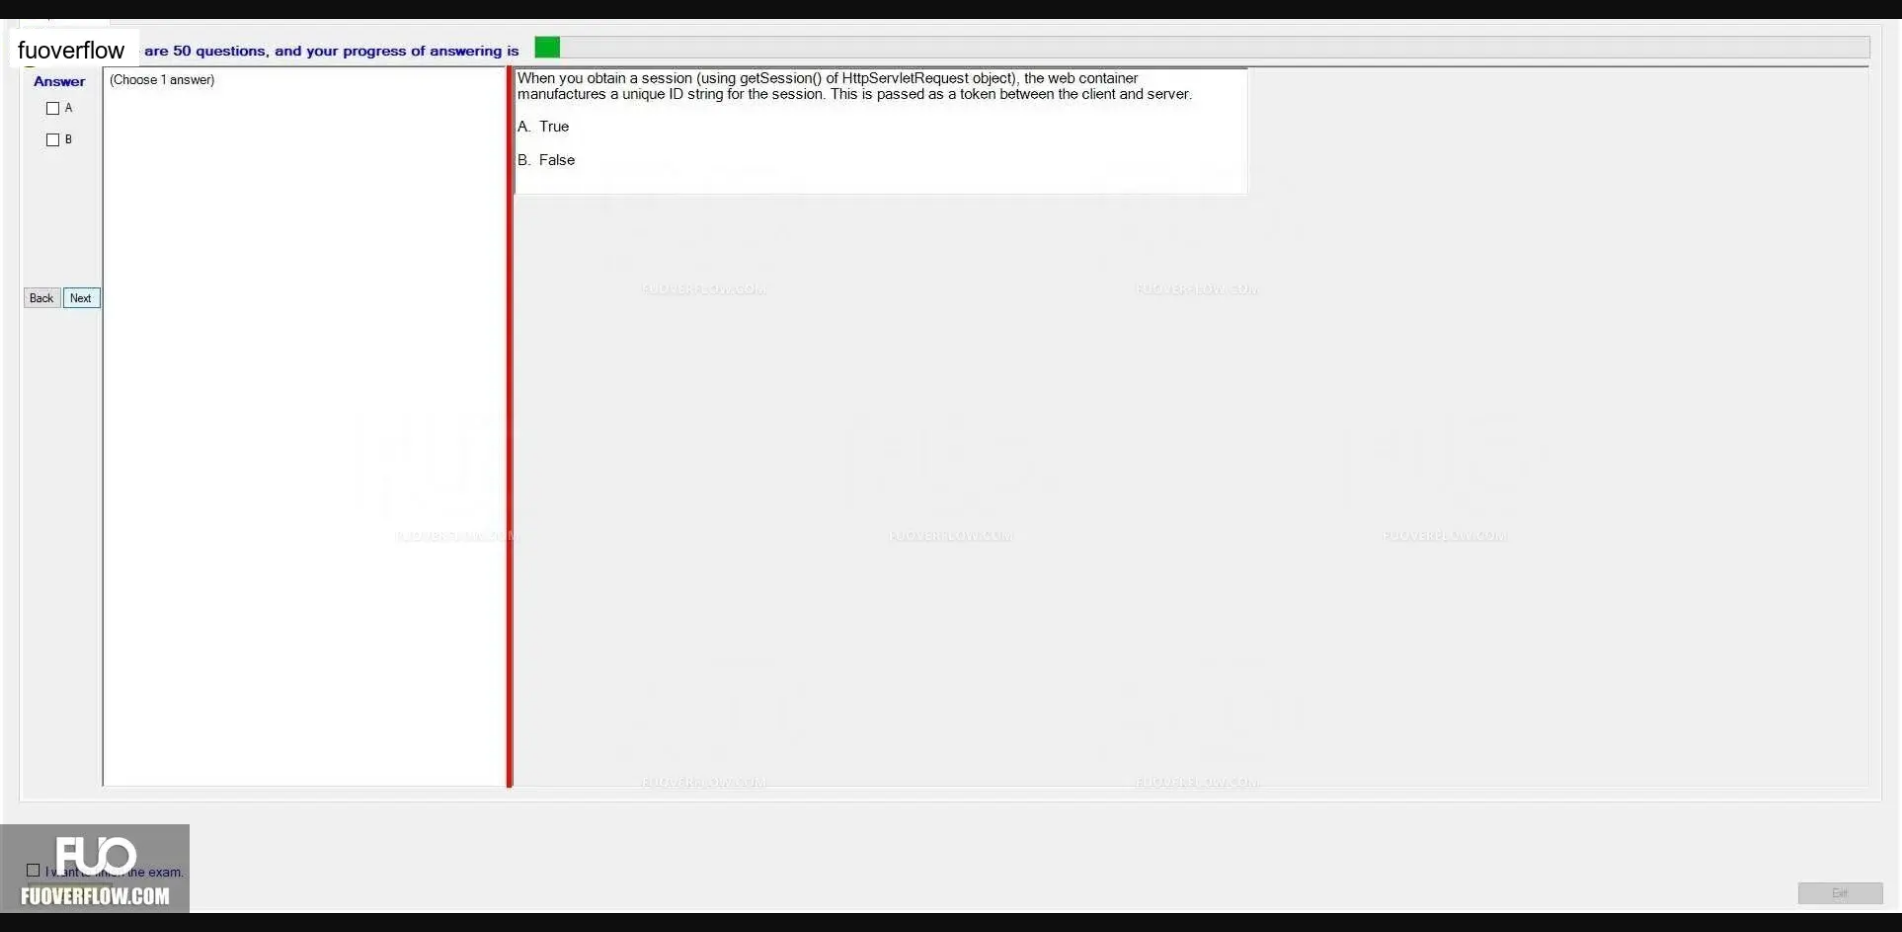 fuoverflow are 50 questions, and your progress of answering is
Answer
(Choose 1 answer)
A
B
Back Next
When you obtain a session (using getSession() of HttpServletRequest object), the web container
manufactures a unique ID string for the session. This is passed as a token between the client and server.
A. True
B. False
FUOVERFLOW.COM FUOVERFLOW.COM
FUOVERFLOW.COM FUOVERFLOW.COM FUOVERFLOW.COM
FUOVERFLOW.COM FUOVERFLOW.COM
FUO
I want the exam.
FUOVERFLOW.COM
Exit